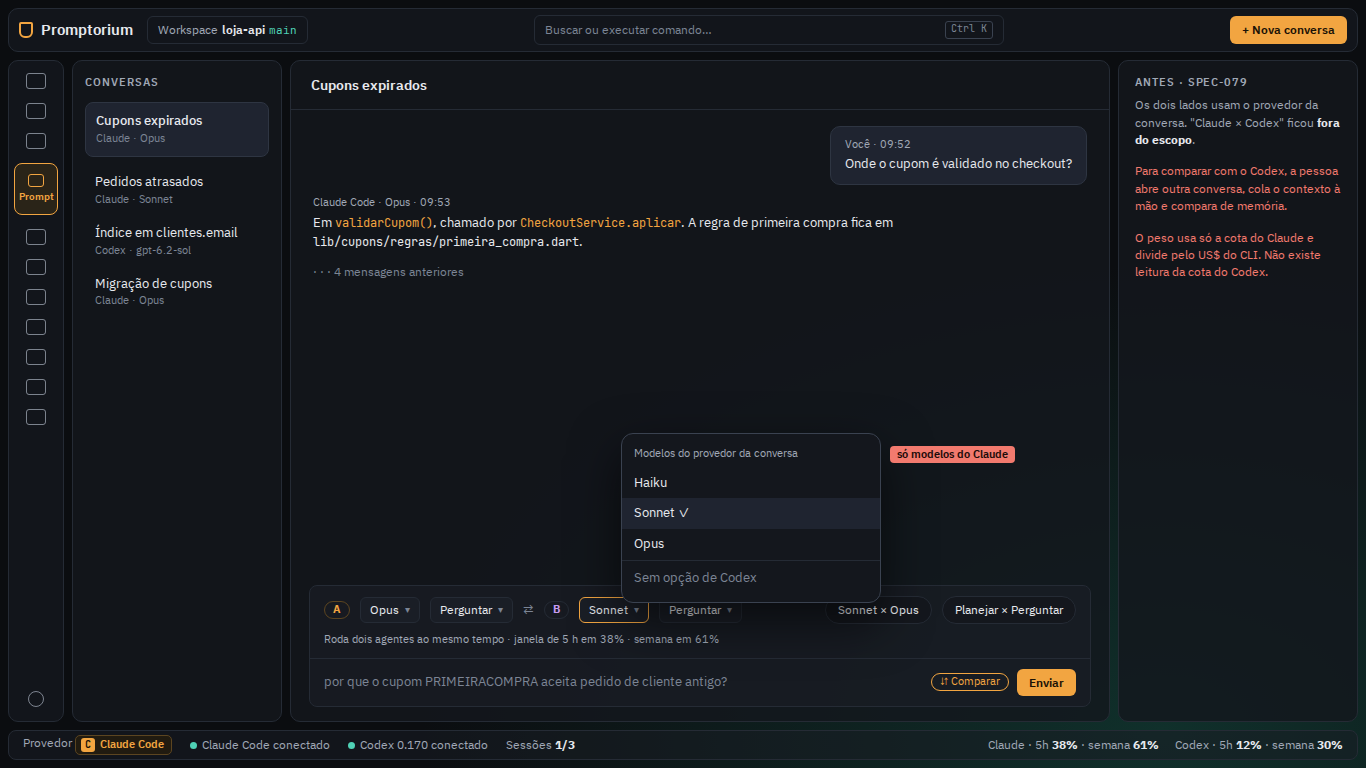 Promptorium
Workspace loja-api main
Buscar ou executar comando...
Ctrl K
+ Nova conversa
Prompt
CONVERSAS
Cupons expirados
Claude · Opus
Pedidos atrasados
Claude · Sonnet
Índice em clientes.email
Codex · gpt-6.2-sol
Migração de cupons
Claude · Opus
Cupons expirados
Você · 09:52
Onde o cupom é validado no checkout?
Claude Code · Opus · 09:53
Em validarCupom(), chamado por CheckoutService.aplicar. A regra de primeira compra fica em
lib/cupons/regras/primeira_compra.dart.
· · · 4 mensagens anteriores
Modelos do provedor da conversa
Haiku
Sonnet ✓
Opus
Sem opção de Codex
só modelos do Claude
A Opus ▾ Perguntar ▾ ⇄ B Sonnet ▾ Perguntar ▾ Sonnet × Opus Planejar × Perguntar
Roda dois agentes ao mesmo tempo · janela de 5 h em 38% · semana em 61%
por que o cupom PRIMEIRACOMPRA aceita pedido de cliente antigo?
↓↑ Comparar
Enviar
ANTES · SPEC-079
Os dois lados usam o provedor da
conversa. "Claude × Codex" ficou fora
do escopo.
Para comparar com o Codex, a pessoa
abre outra conversa, cola o contexto à
mão e compara de memória.
O peso usa só a cota do Claude e
divide pelo US$ do CLI. Não existe
leitura da cota do Codex.
Provedor C Claude Code
Claude Code conectado
Codex 0.170 conectado
Sessões 1/3
Claude · 5h 38% · semana 61%
Codex · 5h 12% · semana 30%